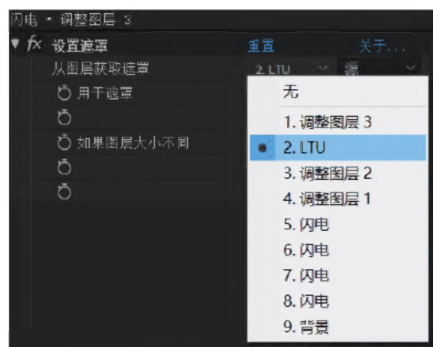 闪电 • 调整图层 3
fx 设置遮罩 重置 关于...
从图层获取遮罩 2. LTU 源
用于遮罩
如果图层大小不同
无
1. 调整图层 3
2. LTU
3. 调整图层 2
4. 调整图层 1
5. 闪电
6. 闪电
7. 闪电
8. 闪电
9. 背景